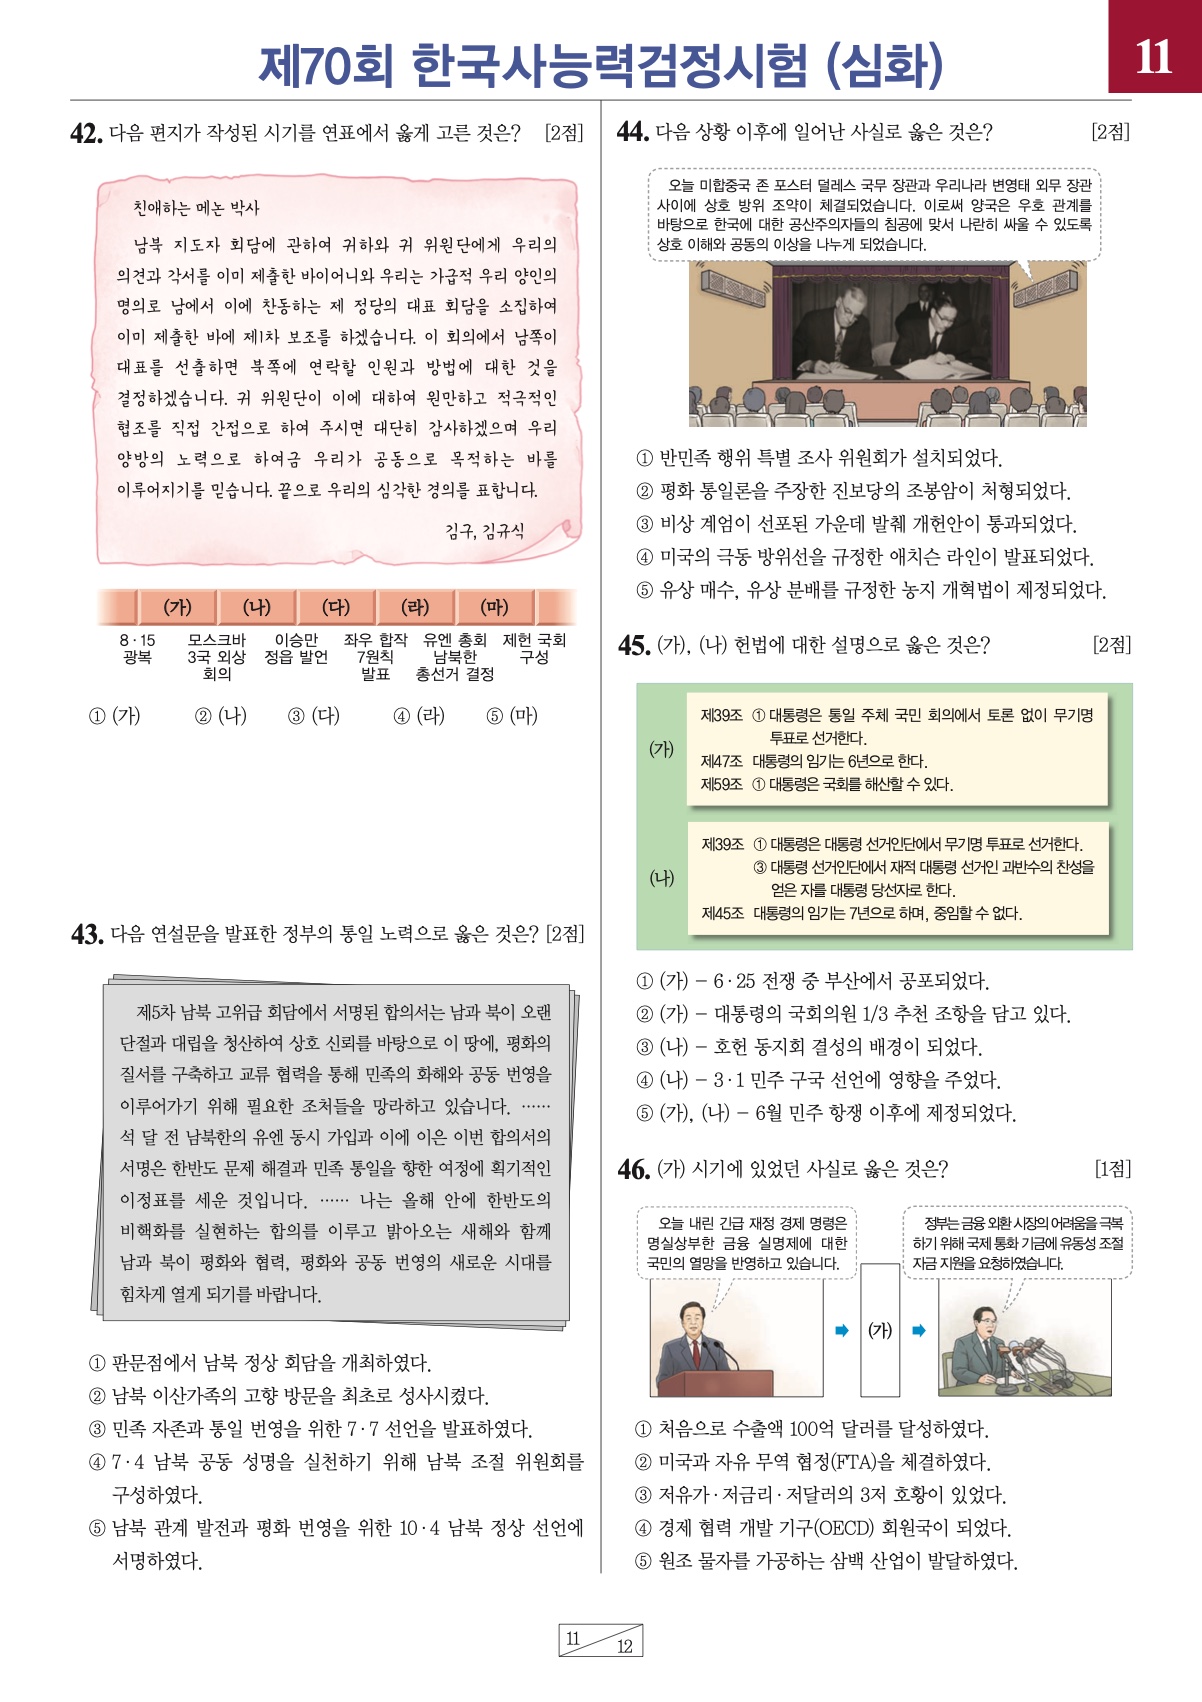 제70회 한국사능력검정시험 (심화)
11
42. 다음 편지가 작성된 시기를 연표에서 옳게 고른 것은? [2점]
친애하는 메논 박사
남북 지도자 회담에 관하여 귀하와 귀 위원단에게 우리의
의견과 각서를 이미 제출한 바이어니와 우리는 가급적 우리 양인의
명의로 남에서 이에 찬동하는 제 정당의 대표 회담을 소집하여
이미 제출한 바에 제1차 보조를 하겠습니다. 이 회의에서 남쪽이
대표를 선출하면 북쪽에 연락할 인원과 방법에 대한 것을
결정하겠습니다. 귀 위원단이 이에 대하여 원만하고 적극적인
협조를 직접 간접으로 하여 주시면 대단히 감사하겠으며 우리
양방의 노력으로 하여금 우리가 공동으로 목적하는 바를
이루어지기를 믿습니다. 끝으로 우리의 심각한 경의를 표합니다.
김구, 김규식
(가) (나) (다) (라) (마)
8·15 모스크바 이승만 좌우 합작 유엔 총회 제헌 국회
광복 3국 외상 정읍 발언 7원칙 남북한 구성
회의 발표 총선거 결정
① (가) ② (나) ③ (다) ④ (라) ⑤ (마)
43. 다음 연설문을 발표한 정부의 통일 노력으로 옳은 것은? [2점]
제5차 남북 고위급 회담에서 서명된 합의서는 남과 북이 오랜
단절과 대립을 청산하여 상호 신뢰를 바탕으로 이 땅에, 평화의
질서를 구축하고 교류 협력을 통해 민족의 화해와 공동 번영을
이루어가기 위해 필요한 조처들을 망라하고 있습니다. ……
석 달 전 남북한의 유엔 동시 가입과 이에 이은 이번 합의서의
서명은 한반도 문제 해결과 민족 통일을 향한 여정에 획기적인
이정표를 세운 것입니다. …… 나는 올해 안에 한반도의
비핵화를 실현하는 합의를 이루고 밝아오는 새해와 함께
남과 북이 평화와 협력, 평화와 공동 번영의 새로운 시대를
힘차게 열게 되기를 바랍니다.
① 판문점에서 남북 정상 회담을 개최하였다.
② 남북 이산가족의 고향 방문을 최초로 성사시켰다.
③ 민족 자존과 통일 번영을 위한 7·7 선언을 발표하였다.
④ 7·4 남북 공동 성명을 실천하기 위해 남북 조절 위원회를
구성하였다.
⑤ 남북 관계 발전과 평화 번영을 위한 10·4 남북 정상 선언에
서명하였다.
44. 다음 상황 이후에 일어난 사실로 옳은 것은? [2점]
오늘 미합중국 존 포스터 덜레스 국무 장관과 우리나라 변영태 외무 장관
사이에 상호 방위 조약이 체결되었습니다. 이로써 양국은 우호 관계를
바탕으로 한국에 대한 공산주의자들의 침공에 맞서 나란히 싸울 수 있도록
상호 이해와 공동의 이상을 나누게 되었습니다.
① 반민족 행위 특별 조사 위원회가 설치되었다.
② 평화 통일론을 주장한 진보당의 조봉암이 처형되었다.
③ 비상 계엄이 선포된 가운데 발췌 개헌안이 통과되었다.
④ 미국의 극동 방위선을 규정한 애치슨 라인이 발표되었다.
⑤ 유상 매수, 유상 분배를 규정한 농지 개혁법이 제정되었다.
45. (가), (나) 헌법에 대한 설명으로 옳은 것은? [2점]
(가)
제39조 ① 대통령은 통일 주체 국민 회의에서 토론 없이 무기명
투표로 선거한다.
제47조 대통령의 임기는 6년으로 한다.
제59조 ① 대통령은 국회를 해산할 수 있다.
(나)
제39조 ① 대통령은 대통령 선거인단에서 무기명 투표로 선거한다.
③ 대통령 선거인단에서 재적 대통령 선거인 과반수의 찬성을
얻은 자를 대통령 당선자로 한다.
제45조 대통령의 임기는 7년으로 하며, 중임할 수 없다.
① (가) – 6·25 전쟁 중 부산에서 공포되었다.
② (가) – 대통령의 국회의원 1/3 추천 조항을 담고 있다.
③ (나) – 호헌 동지회 결성의 배경이 되었다.
④ (나) – 3·1 민주 구국 선언에 영향을 주었다.
⑤ (가), (나) – 6월 민주 항쟁 이후에 제정되었다.
46. (가) 시기에 있었던 사실로 옳은 것은? [1점]
오늘 내린 긴급 재정 경제 명령은
명실상부한 금융 실명제에 대한
국민의 열망을 반영하고 있습니다.
(가)
정부는 금융 외환 시장의 어려움을 극복
하기 위해 국제 통화 기금에 유동성 조절
자금 지원을 요청하였습니다.
① 처음으로 수출액 100억 달러를 달성하였다.
② 미국과 자유 무역 협정(FTA)을 체결하였다.
③ 저유가·저금리·저달러의 3저 호황이 있었다.
④ 경제 협력 개발 기구(OECD) 회원국이 되었다.
⑤ 원조 물자를 가공하는 삼백 산업이 발달하였다.
11
12